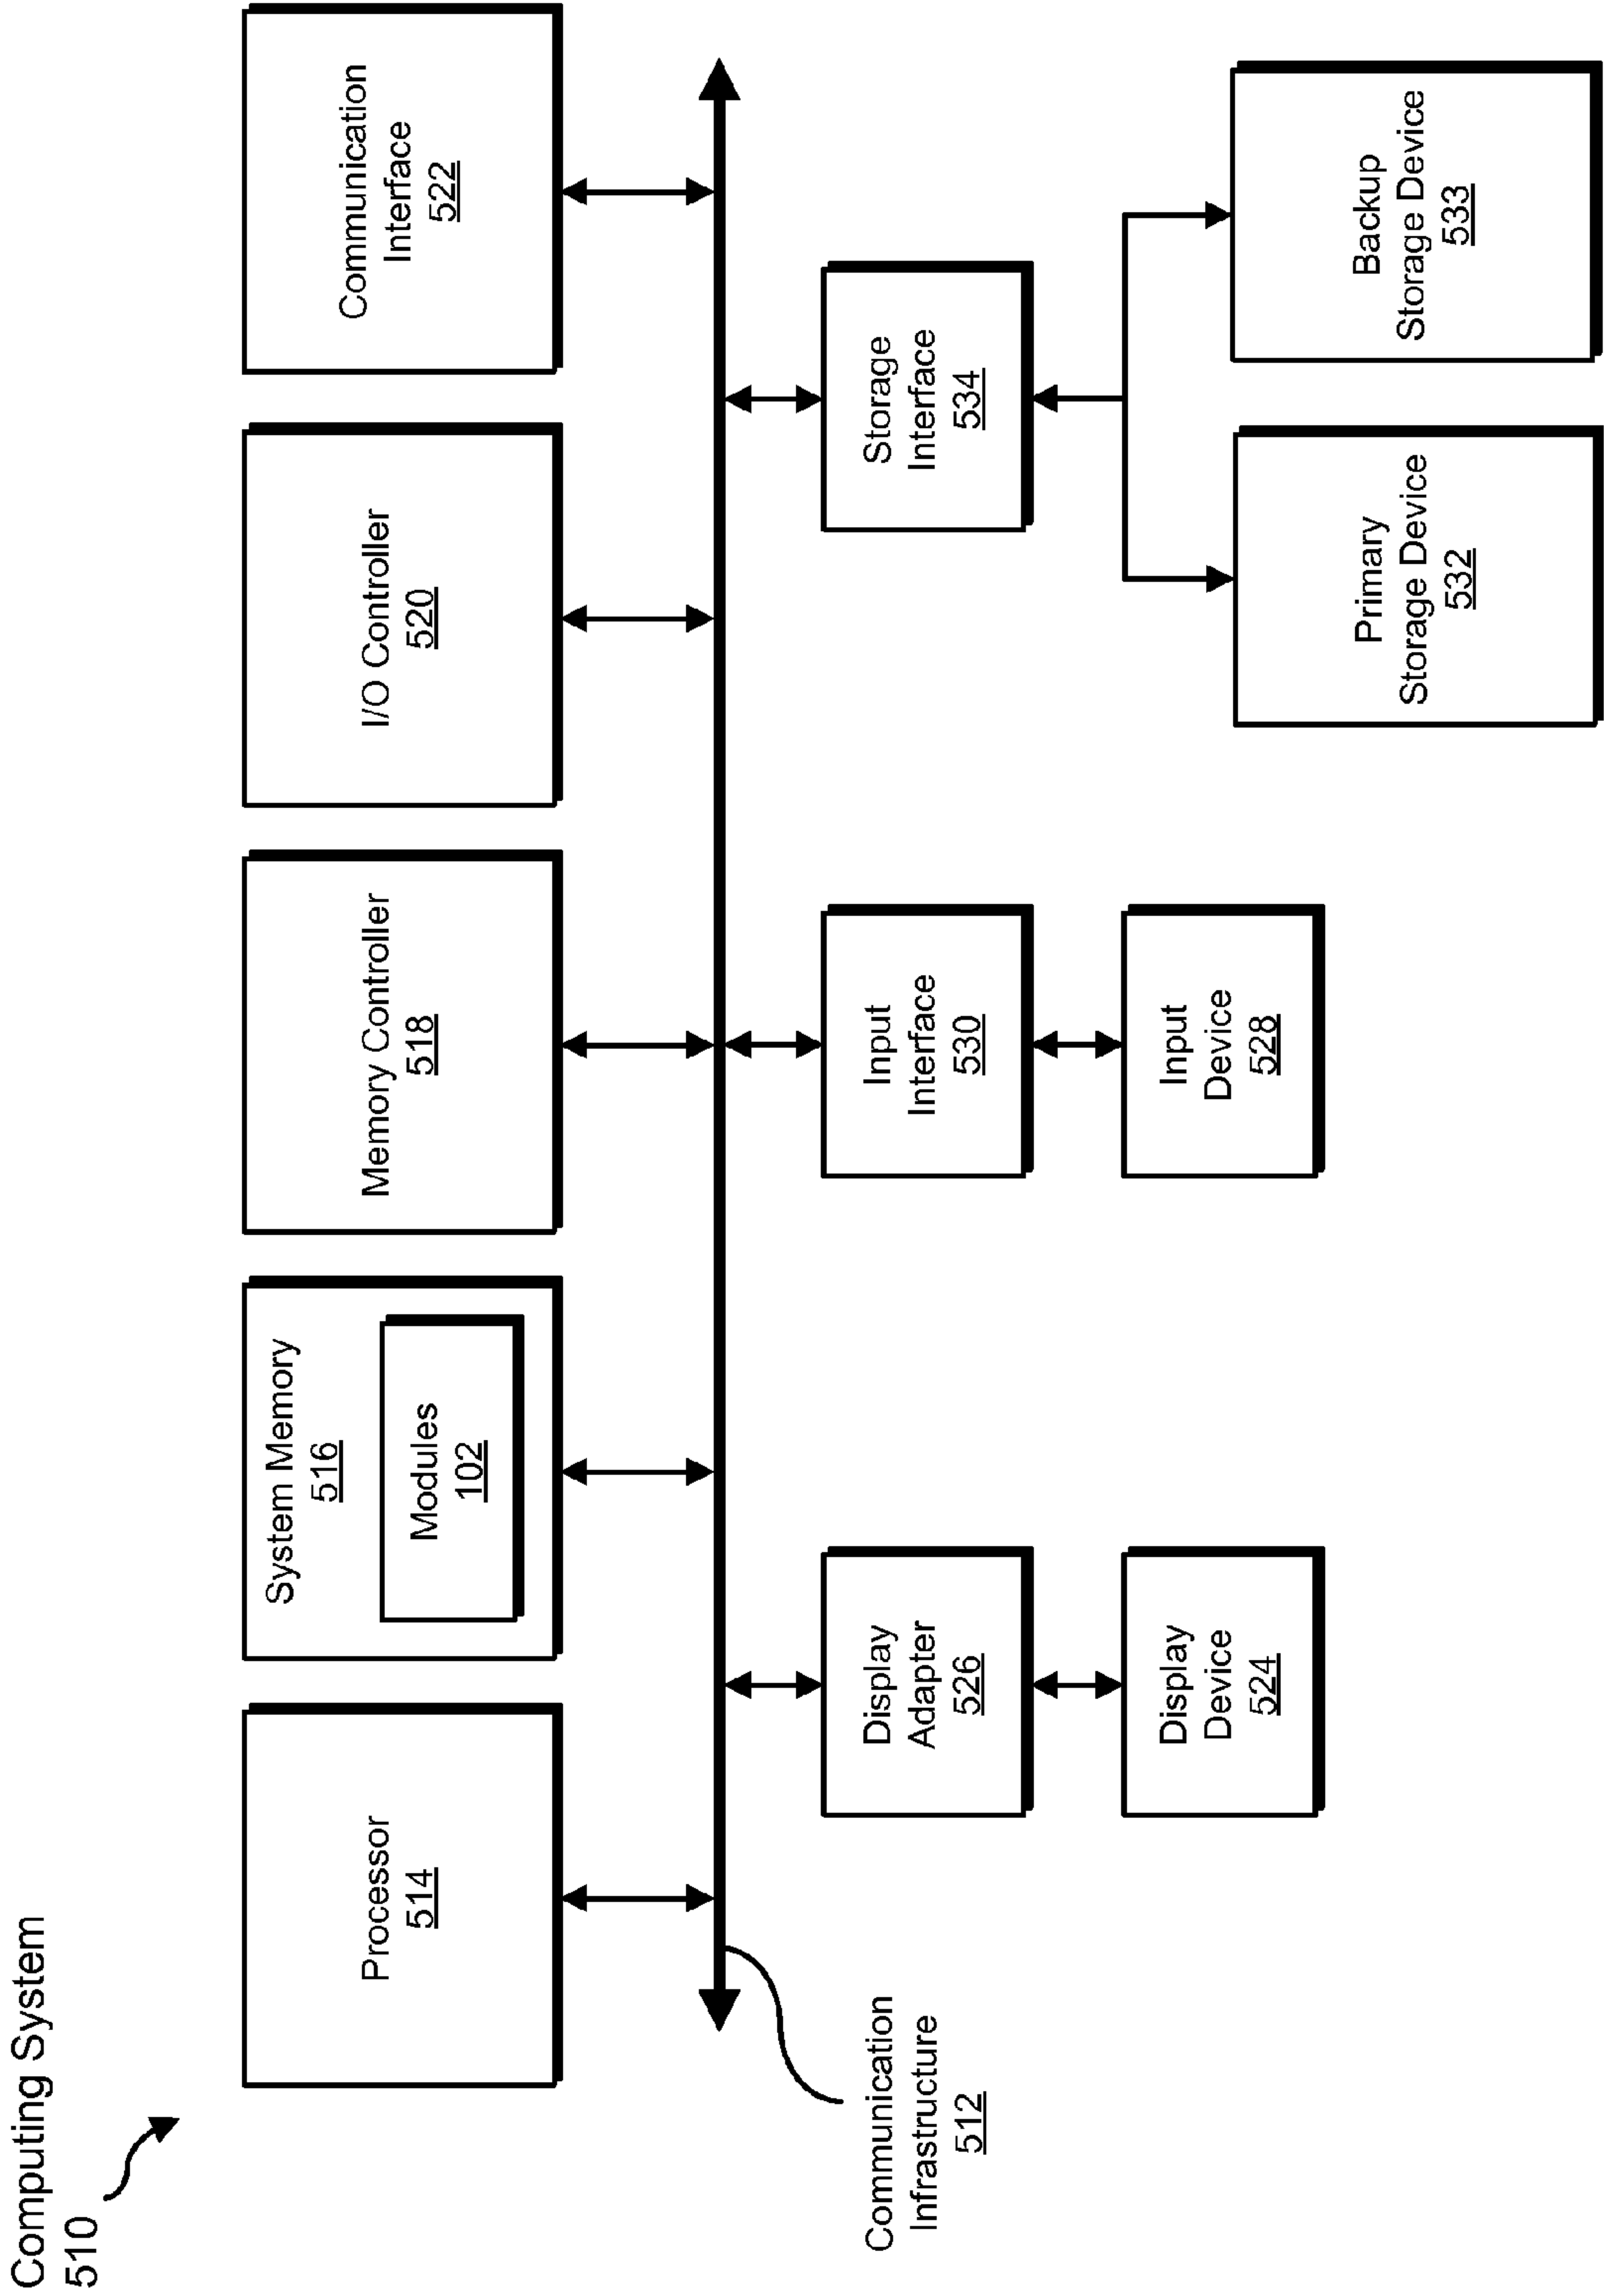 Computing System
510
Processor
514
System Memory
516
Modules
102
Memory Controller
518
I/O Controller
520
Communication
Interface
522
Communication
Infrastructure
512
Display
Adapter
526
Input
Interface
530
Storage
Interface
534
Display
Device
524
Input
Device
528
Primary
Storage Device
532
Backup
Storage Device
533